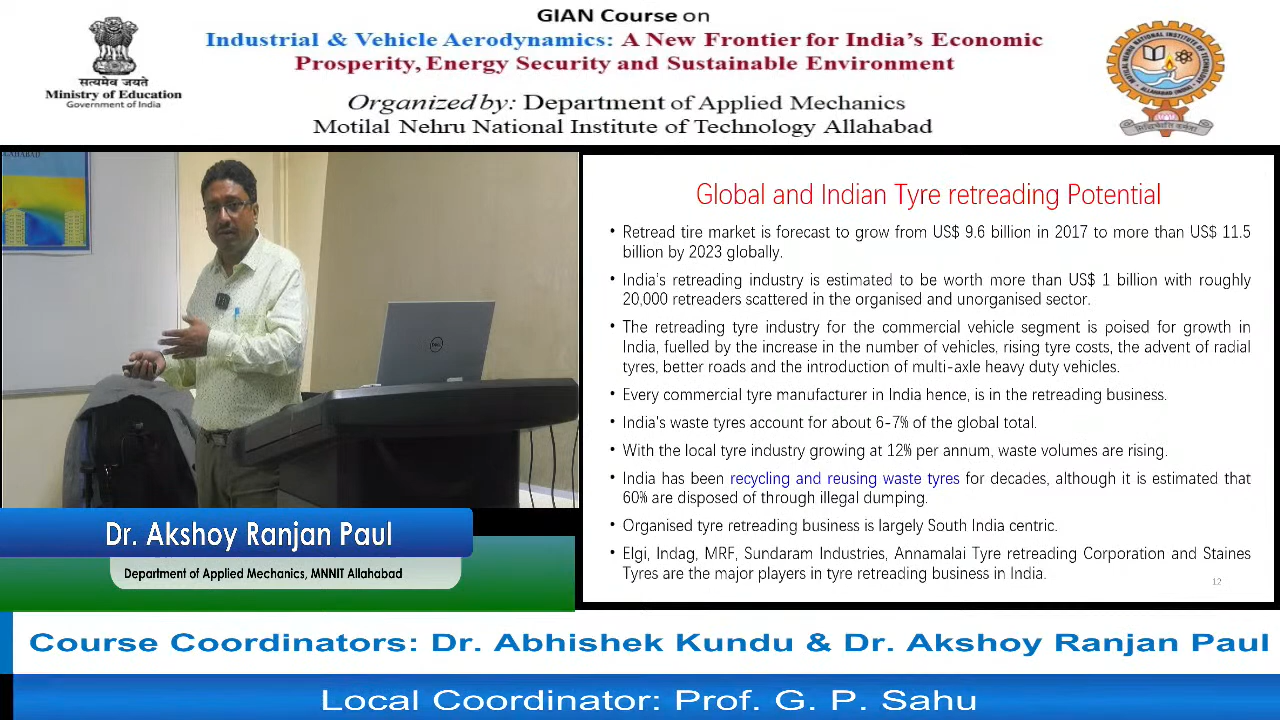 GIAN Course on
Industrial & Vehicle Aerodynamics: A New Frontier for India's Economic
Prosperity, Energy Security and Sustainable Environment
Organized by: Department of Applied Mechanics
Motilal Nehru National Institute of Technology Allahabad
सत्यमेव जयते
Ministry of Education
Government of India
Global and Indian Tyre retreading Potential
• Retread tire market is forecast to grow from US$ 9.6 billion in 2017 to more than US$ 11.5
billion by 2023 globally.
• India's retreading industry is estimated to be worth more than US$ 1 billion with roughly
20,000 retreaders scattered in the organised and unorganised sector.
• The retreading tyre industry for the commercial vehicle segment is poised for growth in
India, fuelled by the increase in the number of vehicles, rising tyre costs, the advent of radial
tyres, better roads and the introduction of multi-axle heavy duty vehicles.
• Every commercial tyre manufacturer in India hence, is in the retreading business.
• India's waste tyres account for about 6-7% of the global total.
• With the local tyre industry growing at 12% per annum, waste volumes are rising.
• India has been recycling and reusing waste tyres for decades, although it is estimated that
60% are disposed of through illegal dumping.
• Organised tyre retreading business is largely South India centric.
• Elgi, Indag, MRF, Sundaram Industries, Annamalai Tyre retreading Corporation and Staines
Tyres are the major players in tyre retreading business in India.
12
DELL
Dr. Akshoy Ranjan Paul
Department of Applied Mechanics, MNNIT Allahabad
Course Coordinators: Dr. Abhishek Kundu & Dr. Akshoy Ranjan Paul
Local Coordinator: Prof. G. P. Sahu